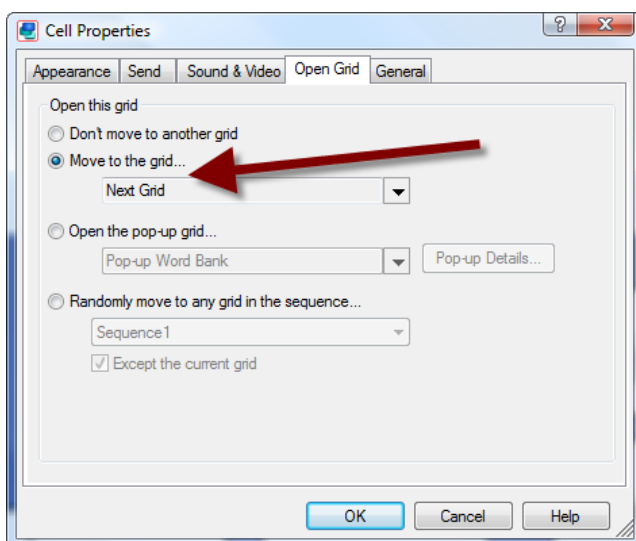 Cell Properties
Appearance Send Sound & Video Open Grid General
Open this grid
Don't move to another grid
Move to the grid...
Next Grid
Open the pop-up grid...
Pop-up Word Bank Pop-up Details...
Randomly move to any grid in the sequence...
Sequence1
Except the current grid
OK Cancel Help